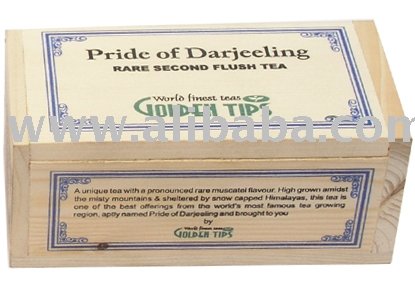 Pride of Darjeeling
RARE SECOND FLUSH TEA
World finest teas
GOLDEN TIPS
www.alibaba.com
A unique tea with a pronounced rare muscatel flavour. High grown amidst
the misty mountains & sheltered by snow capped Himalayas, this tea is
one of the best offerings from the world's most famous tea growing
region, aptly named Pride of Darjeeling and brought to you
by
World finest teas
GOLDEN TIPS